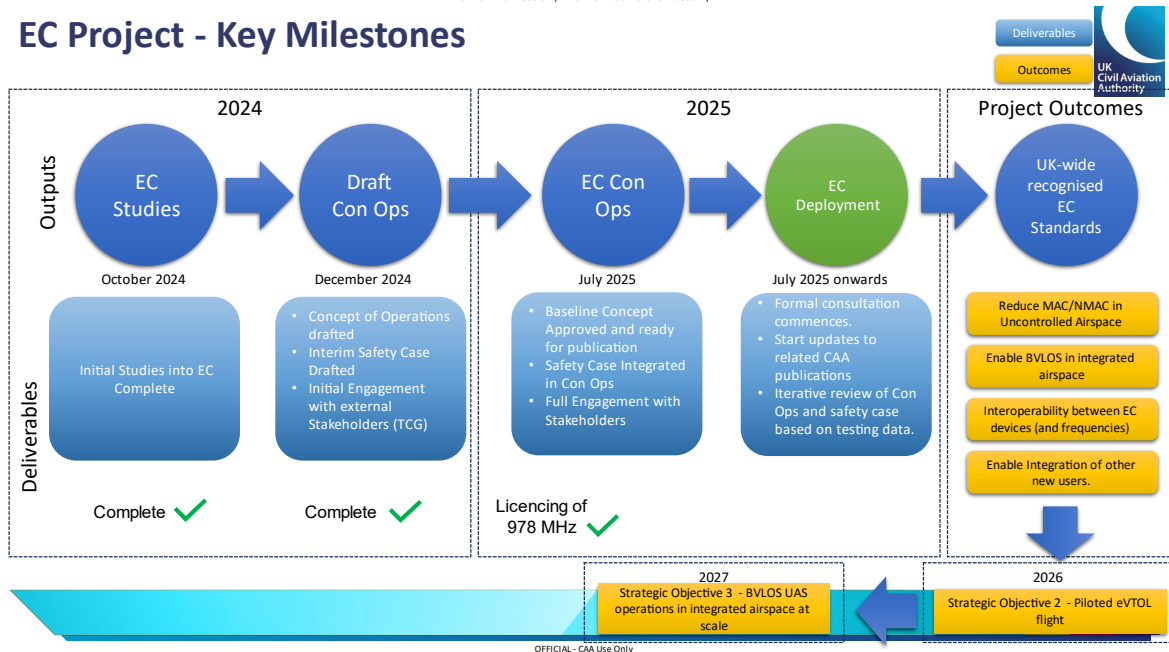 EC Project - Key Milestones
Deliverables
Outcomes
UK
Civil Aviation
Authority
2024
2025
Project Outcomes
Outputs
EC
Studies
Draft
Con Ops
EC Con
Ops
EC
Deployment
UK-wide
recognised
EC
Standards
October 2024
December 2024
July 2025
July 2025 onwards
Deliverables
Initial Studies into EC
Complete
• Concept of Operations
drafted
• Interim Safety Case
Drafted
• Initial Engagement
with external
Stakeholders (TCG)
• Baseline Concept
Approved and ready
for publication
• Safety Case Integrated
in Con Ops
• Full Engagement with
Stakeholders
• Formal consultation
commences.
• Start updates to
related CAA
publications
• Iterative review of Con
Ops and safety case
based on testing data.
Reduce MAC/NMAC in
Uncontrolled Airspace
Enable BVLOS in integrated
airspace
Interoperability between EC
devices (and frequencies)
Enable Integration of other
new users.
Complete
Complete
Licencing of
978 MHz
2027
Strategic Objective 3 - BVLOS UAS
operations in integrated airspace at
scale
2026
Strategic Objective 2 - Piloted eVTOL
flight
OFFICIAL - CAA Use Only